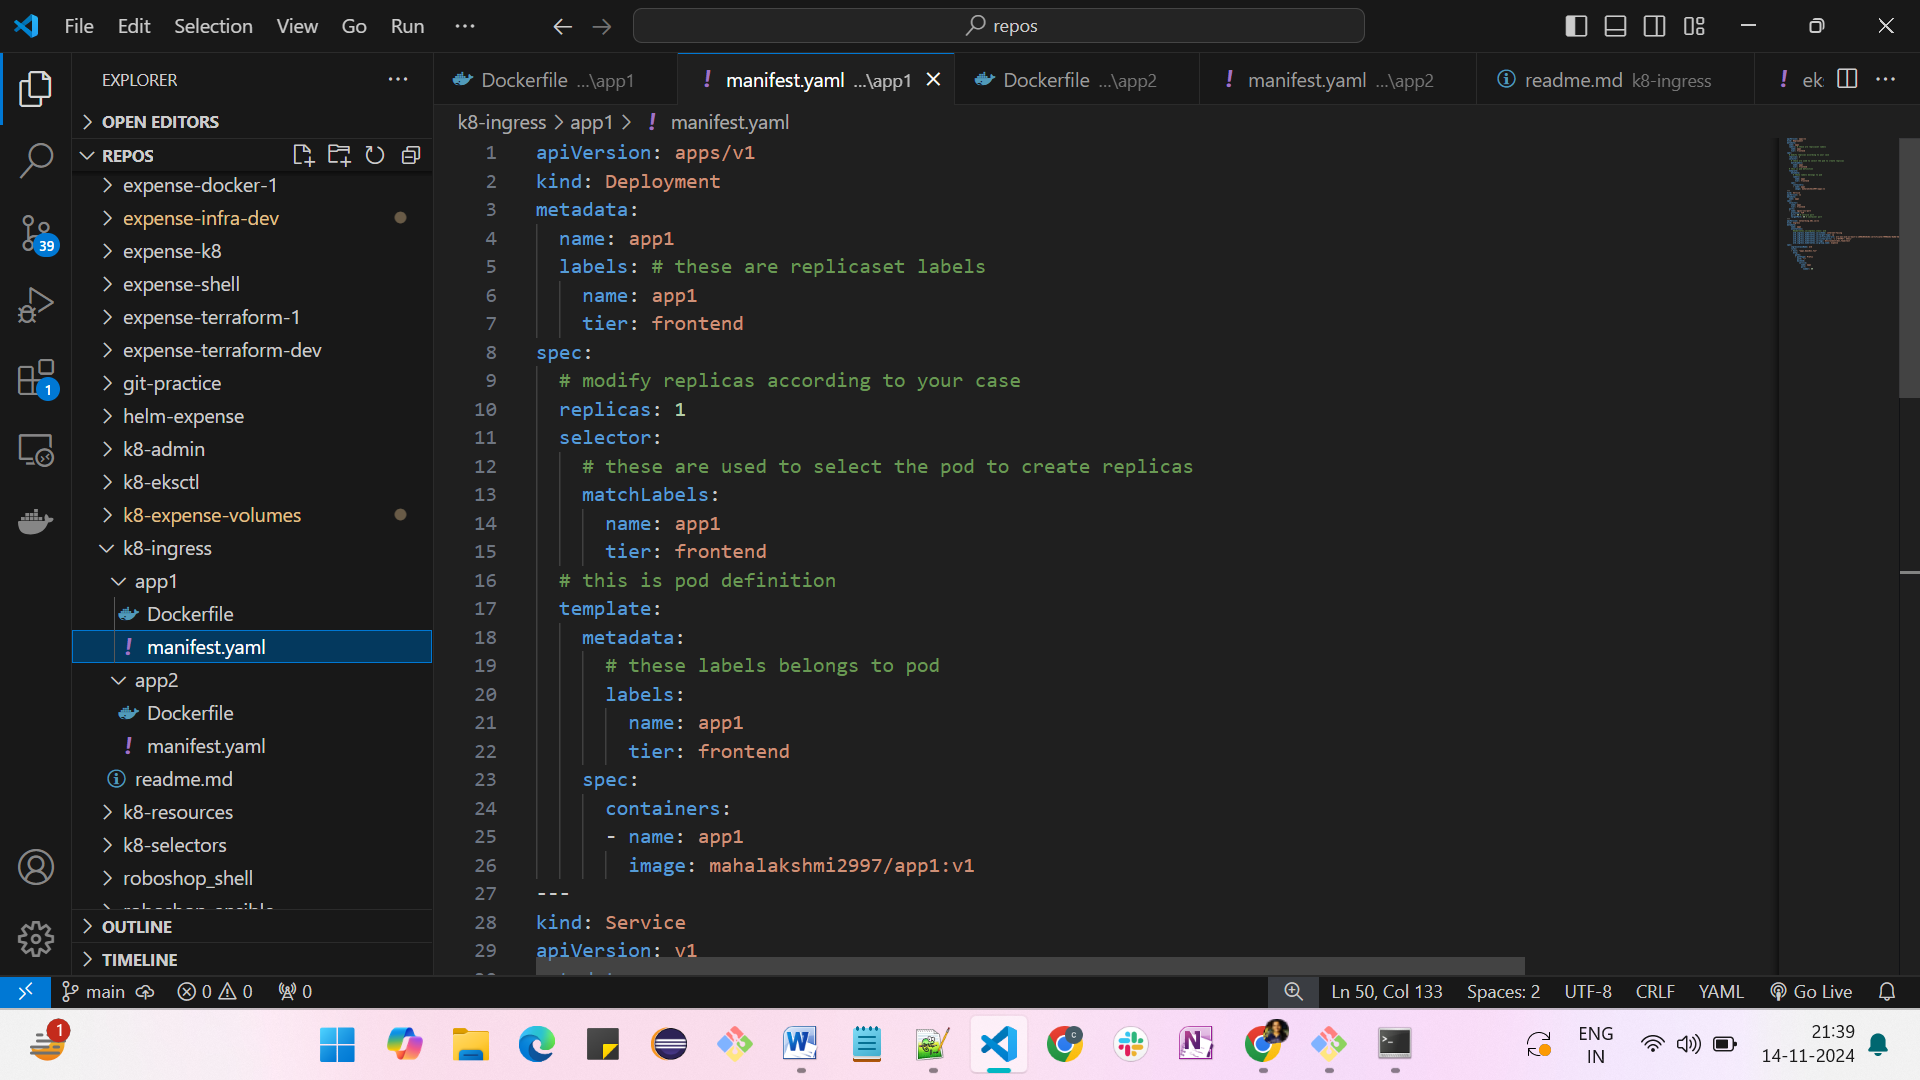 File Edit Selection View Go Run ···
repos
EXPLORER
OPEN EDITORS
REPOS
expense-docker-1
expense-infra-dev
expense-k8
expense-shell
expense-terraform-1
expense-terraform-dev
git-practice
helm-expense
k8-admin
k8-eksctl
k8-expense-volumes
k8-ingress
app1
Dockerfile
manifest.yaml
app2
Dockerfile
manifest.yaml
readme.md
k8-resources
k8-selectors
roboshop_shell
OUTLINE
TIMELINE
39
1
Dockerfile ...\app1
manifest.yaml ...\app1
Dockerfile ...\app2
manifest.yaml ...\app2
readme.md k8-ingress
eks
k8-ingress > app1 > manifest.yaml
1 apiVersion: apps/v1
2 kind: Deployment
3 metadata:
4 name: app1
5 labels: # these are replicaset labels
6 name: app1
7 tier: frontend
8 spec:
9 # modify replicas according to your case
10 replicas: 1
11 selector:
12 # these are used to select the pod to create replicas
13 matchLabels:
14 name: app1
15 tier: frontend
16 # this is pod definition
17 template:
18 metadata:
19 # these labels belongs to pod
20 labels:
21 name: app1
22 tier: frontend
23 spec:
24 containers:
25 - name: app1
26 image: mahalakshmi2997/app1:v1
27 ---
28 kind: Service
29 apiVersion: v1
main 0 0 0
Ln 50, Col 133 Spaces: 2 UTF-8 CRLF YAML Go Live
1
ENG
IN
21:39
14-11-2024